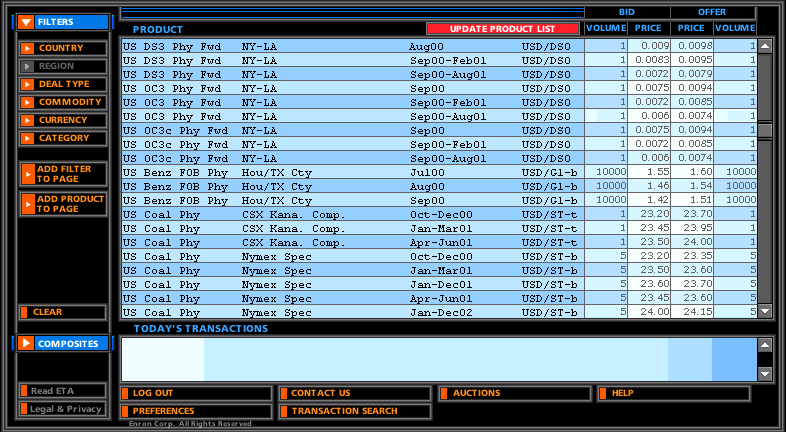 FILTERS
COUNTRY
REGION
DEAL TYPE
COMMODITY
CURRENCY
CATEGORY
ADD FILTER
TO PAGE
ADD PRODUCT
TO PAGE
CLEAR
COMPOSITES
Read ETA
Legal & Privacy
BID OFFER
PRODUCT UPDATE PRODUCT LIST VOLUME PRICE PRICE VOLUME
US DS3 Phy Fwd NY-LA Aug00 USD/DS0 1 0.009 0.0098 1
US DS3 Phy Fwd NY-LA Sep00-Feb01 USD/DS0 1 0.0083 0.0095 1
US DS3 Phy Fwd NY-LA Sep00-Aug01 USD/DS0 1 0.0072 0.0079 1
US OC3 Phy Fwd NY-LA Sep00 USD/DS0 1 0.0075 0.0094 1
US OC3 Phy Fwd NY-LA Sep00-Feb01 USD/DS0 1 0.0072 0.0085 1
US OC3 Phy Fwd NY-LA Sep00-Aug01 USD/DS0 1 0.006 0.0074 1
US OC3c Phy Fwd NY-LA Sep00 USD/DS0 1 0.0075 0.0094 1
US OC3c Phy Fwd NY-LA Sep00-Feb01 USD/DS0 1 0.0072 0.0085 1
US OC3c Phy Fwd NY-LA Sep00-Aug01 USD/DS0 1 0.006 0.0074 1
US Benz FOB Phy Hou/TX Cty Jul00 USD/Gl-b 10000 1.55 1.60 10000
US Benz FOB Phy Hou/TX Cty Aug00 USD/Gl-b 10000 1.46 1.54 10000
US Benz FOB Phy Hou/TX Cty Sep00 USD/Gl-b 10000 1.42 1.51 10000
US Coal Phy CSX Kana. Comp. Oct-Dec00 USD/ST-t 1 23.20 23.70 1
US Coal Phy CSX Kana. Comp. Jan-Mar01 USD/ST-t 1 23.45 23.95 1
US Coal Phy CSX Kana. Comp. Apr-Jun01 USD/ST-t 1 23.50 24.00 1
US Coal Phy Nymex Spec Oct-Dec00 USD/ST-b 5 23.20 23.35 5
US Coal Phy Nymex Spec Jan-Mar01 USD/ST-b 5 23.50 23.60 5
US Coal Phy Nymex Spec Jan-Dec01 USD/ST-b 5 23.60 23.70 5
US Coal Phy Nymex Spec Apr-Jun01 USD/ST-b 5 23.45 23.60 5
US Coal Phy Nymex Spec Jan-Dec02 USD/ST-b 5 24.00 24.15 5
TODAY'S TRANSACTIONS
LOG OUT CONTACT US AUCTIONS HELP
PREFERENCES TRANSACTION SEARCH
Enron Corp. All Rights Reserved